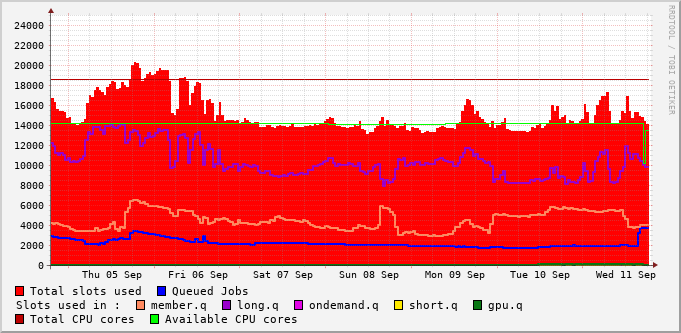 RRDTOOL / TOBI OETIKER
24000
22000
20000
18000
16000
14000
12000
10000
8000
6000
4000
2000
0
Thu 05 Sep Fri 06 Sep Sat 07 Sep Sun 08 Sep Mon 09 Sep Tue 10 Sep Wed 11 Sep
Total slots used Queued Jobs
Slots used in : member.q long.q ondemand.q short.q gpu.q
Total CPU cores Available CPU cores